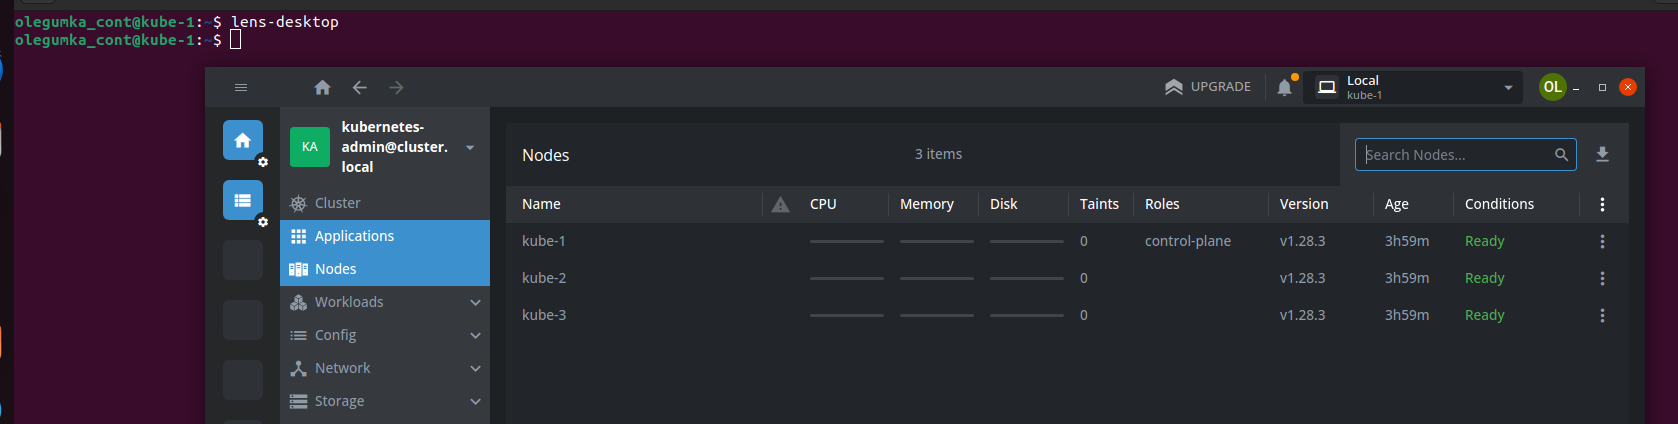 olegumka_cont@kube-1:~$ lens-desktop
olegumka_cont@kube-1:~$
UPGRADE
Local
kube-1
OL
KA
kubernetes-
admin@cluster.
local
Nodes
3 items
Search Nodes...
Cluster
Applications
Nodes
Workloads
Config
Network
Storage
Name CPU Memory Disk Taints Roles Version Age Conditions
kube-1 0 control-plane v1.28.3 3h59m Ready
kube-2 0 v1.28.3 3h59m Ready
kube-3 0 v1.28.3 3h59m Ready